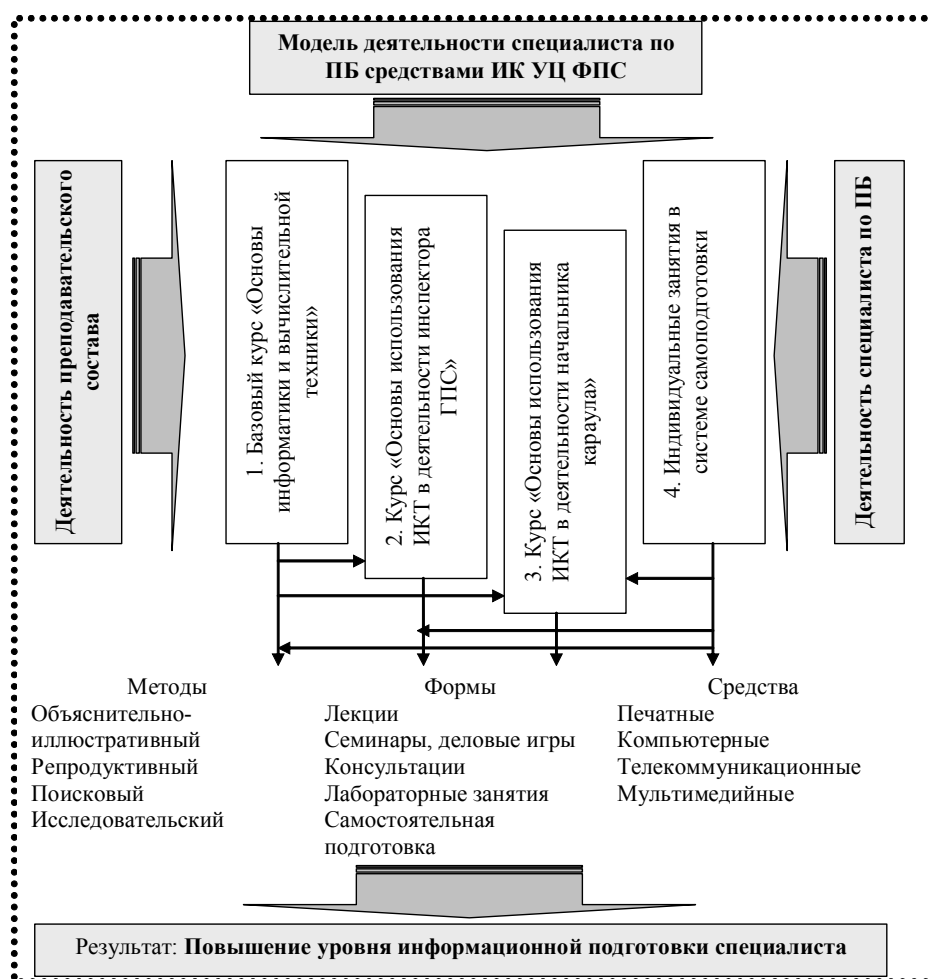 Модель деятельности специалиста по
ПБ средствами ИК УЦ ФПС
Деятельность преподавательского
состава
1. Базовый курс «Основы
информатики и вычислительной
техники»
2. Курс «Основы использования
ИКТ в деятельности инспектора
ГПС»
3. Курс «Основы использования
ИКТ в деятельности начальника
караула»
4. Индивидуальные занятия в
системе самоподготовки
Деятельность специалиста по ПБ
Методы
Объяснительно-
иллюстративный
Репродуктивный
Поисковый
Исследовательский
Формы
Лекции
Семинары, деловые игры
Консультации
Лабораторные занятия
Самостоятельная
подготовка
Средства
Печатные
Компьютерные
Телекоммуникационные
Мультимедийные
Результат: Повышение уровня информационной подготовки специалиста